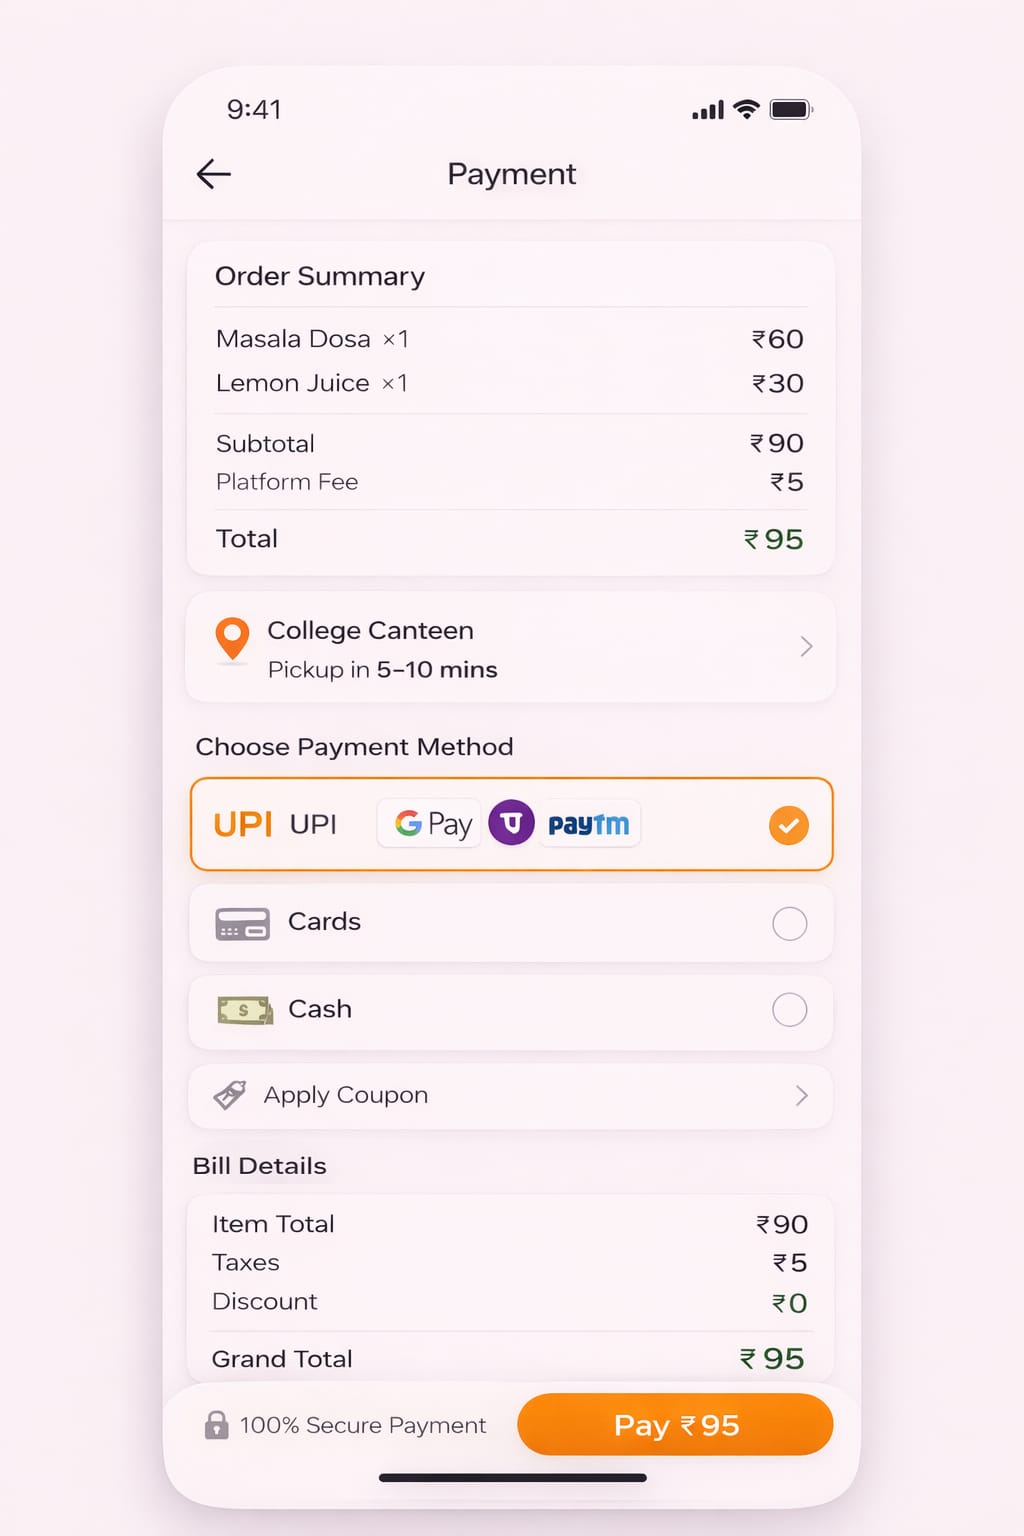 9:41
Payment
Order Summary
Masala Dosa ×1 ₹60
Lemon Juice ×1 ₹30
Subtotal ₹90
Platform Fee ₹5
Total ₹95
College Canteen
Pickup in 5–10 mins
Choose Payment Method
UPI UPI G Pay paytm
Cards
$ Cash
Apply Coupon
Bill Details
Item Total ₹90
Taxes ₹5
Discount ₹0
Grand Total ₹95
100% Secure Payment Pay ₹95